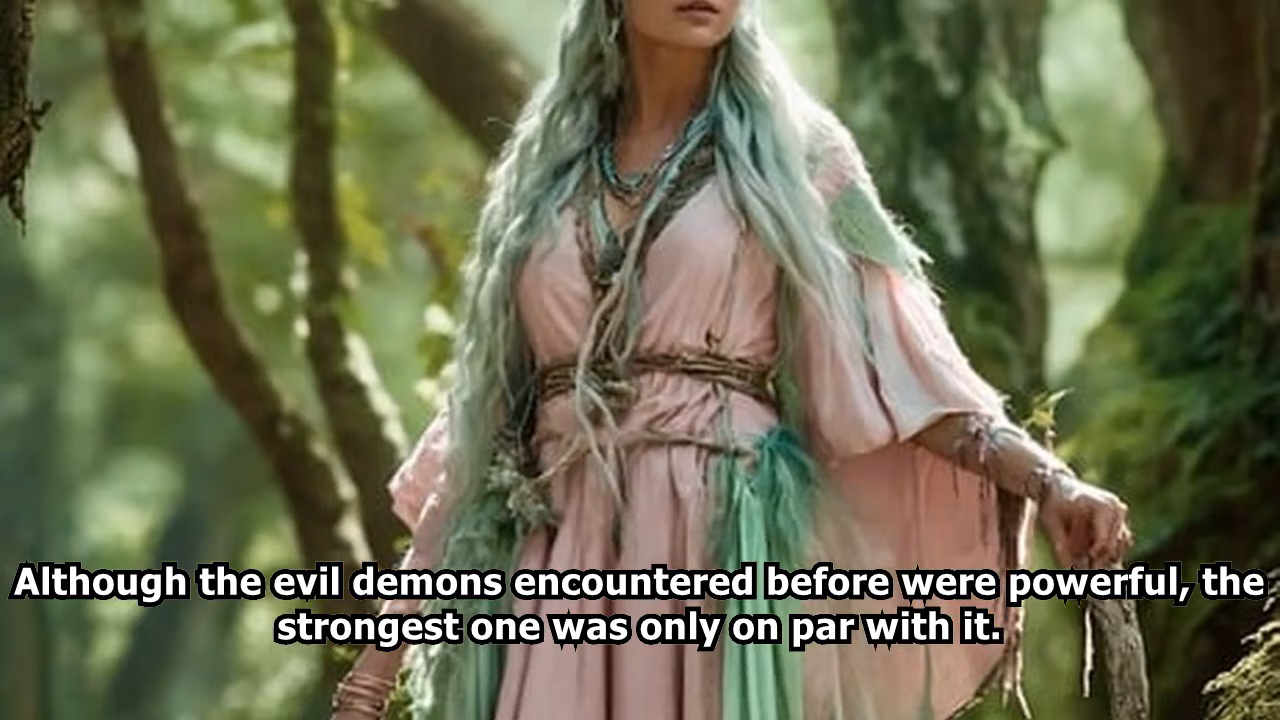 Although the evil demons encountered before were powerful, the
strongest one was only on par with it.